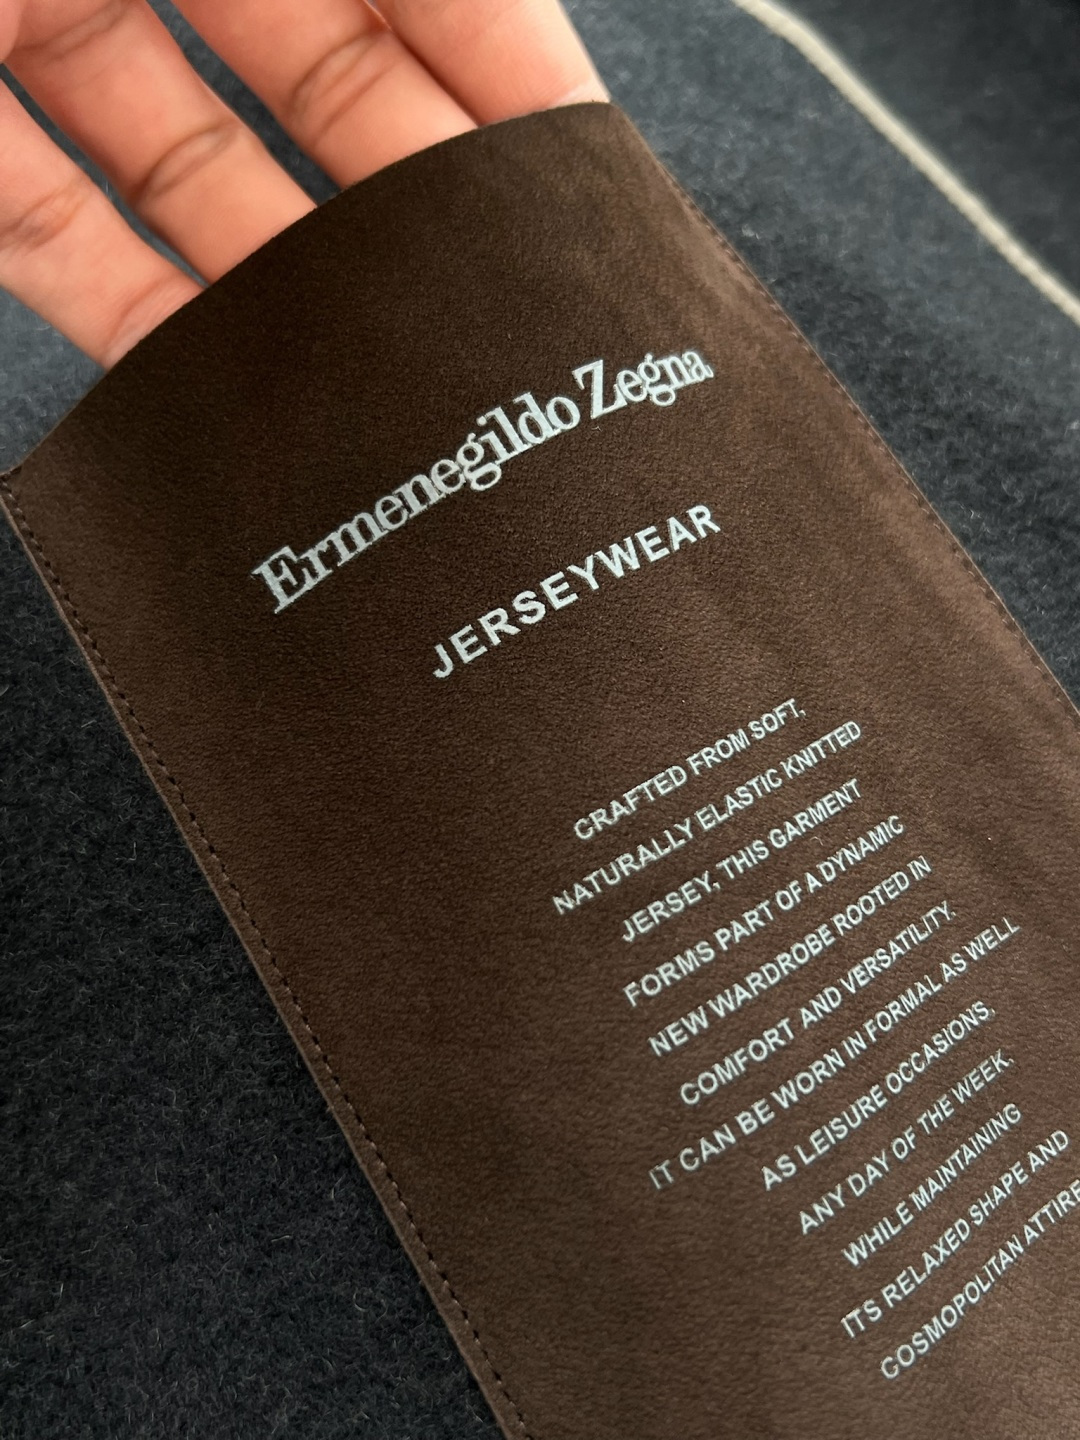 Ermenegildo Zegna
JERSEYWEAR
CRAFTED FROM SOFT,
NATURALLY ELASTIC KNITTED
JERSEY, THIS GARMENT
FORMS PART OF A DYNAMIC
NEW WARDROBE ROOTED IN
COMFORT AND VERSATILITY.
IT CAN BE WORN IN FORMAL AS WELL
AS LEISURE OCCASIONS,
ANY DAY OF THE WEEK,
WHILE MAINTAINING
ITS RELAXED SHAPE AND
COSMOPOLITAN ATTIRE